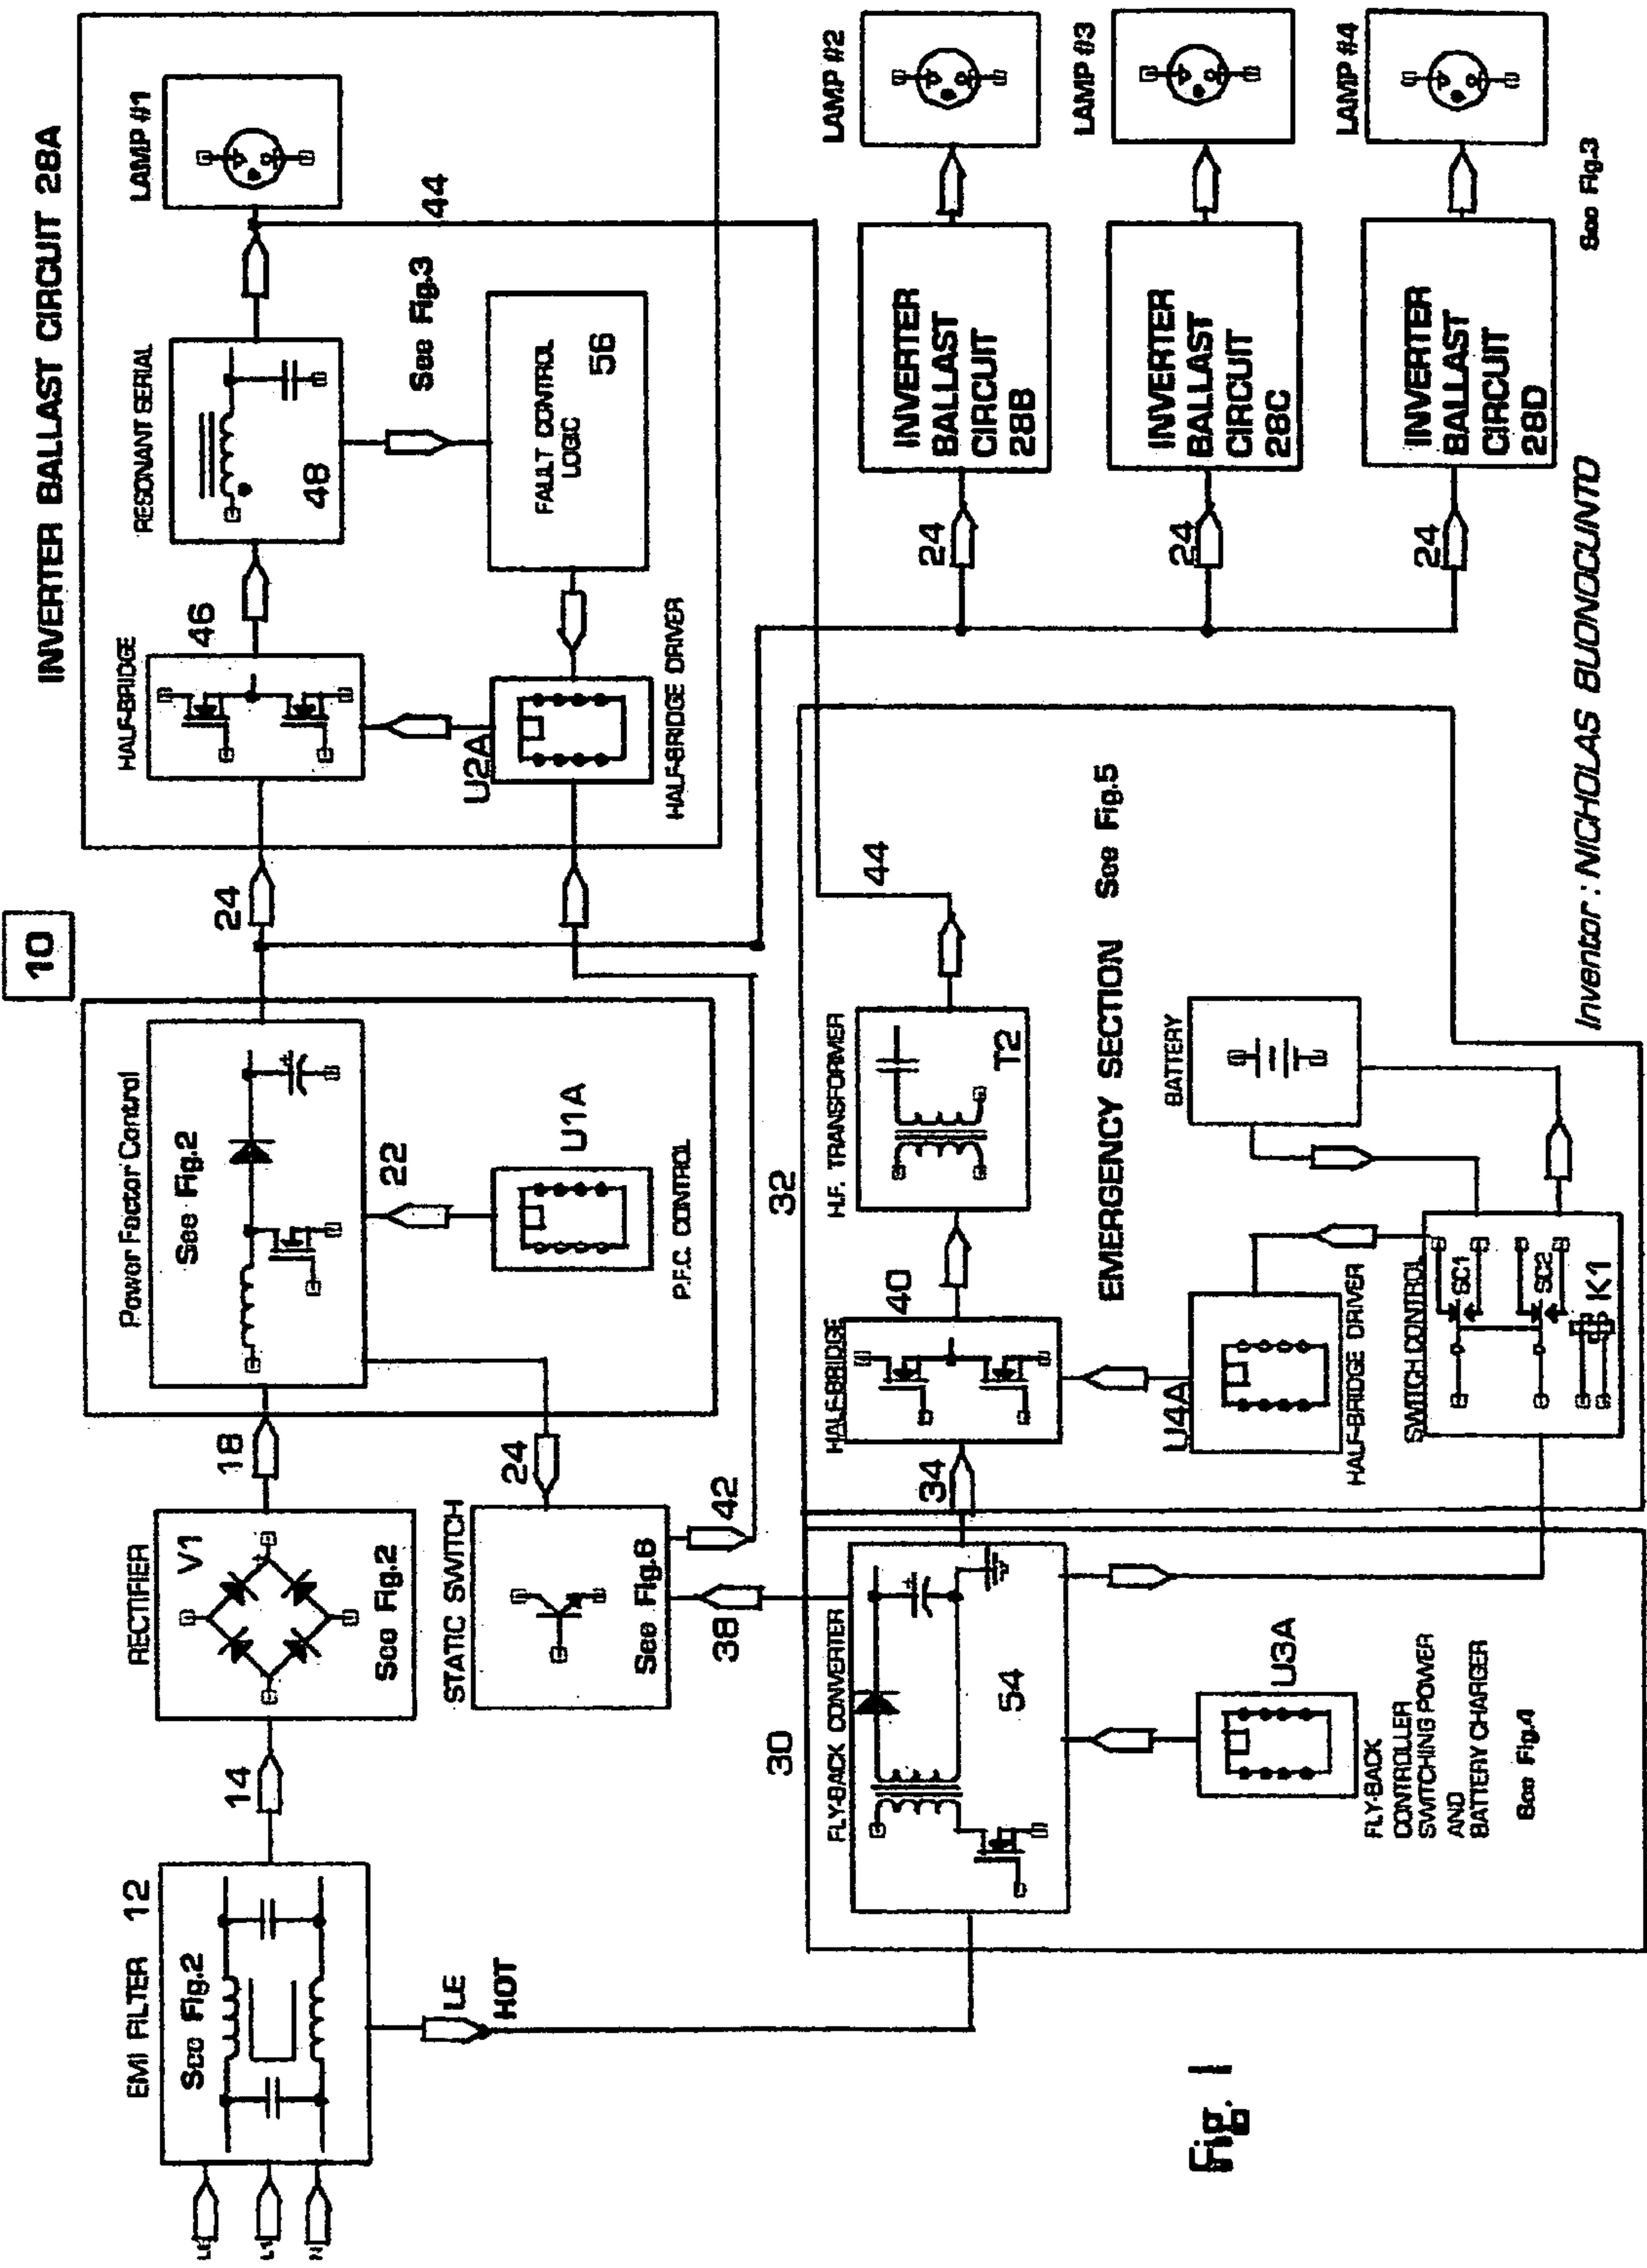 10
INVERTER BALLAST CIRCUIT 28A
EMI FILTER 12
See Fig.2
LE
L1
N
14
RECTIFIER
V1
See Fig.2
18
Power Factor Control
See Fig.2
22
U1A
P.F.C. CONTROL
24
HALF-BRIDGE
46
RESONANT SERIAL
48
LAMP #1
44
See Fig.3
FAULT CONTROL
LOGC
56
U2A
HALF-BRIDGE DRIVER
LE
HOT
STATIC SWITCH
See Fig.6
24
42
38
30
FLY-BACK CONVERTER
54
U3A
FLY-BACK
CONTROLLER
SWITCHING POWER
AND
BATTERY CHARGER
See Fig.4
32
34
HALF-BRIDGE
40
H.F. TRANSFORMER
T2
44
EMERGENCY SECTION See Fig.5
U4A
HALF-BRIDGE DRIVER
BATTERY
SWITCH CONTROL
SC1
SC2
K1
24
INVERTER
BALLAST
CIRCUIT
28B
LAMP #2
24
INVERTER
BALLAST
CIRCUIT
28C
LAMP #3
24
INVERTER
BALLAST
CIRCUIT
28D
LAMP #4
See Fig.3
Inventor : NICHOLAS BUONOCUNTO
Fig. 1